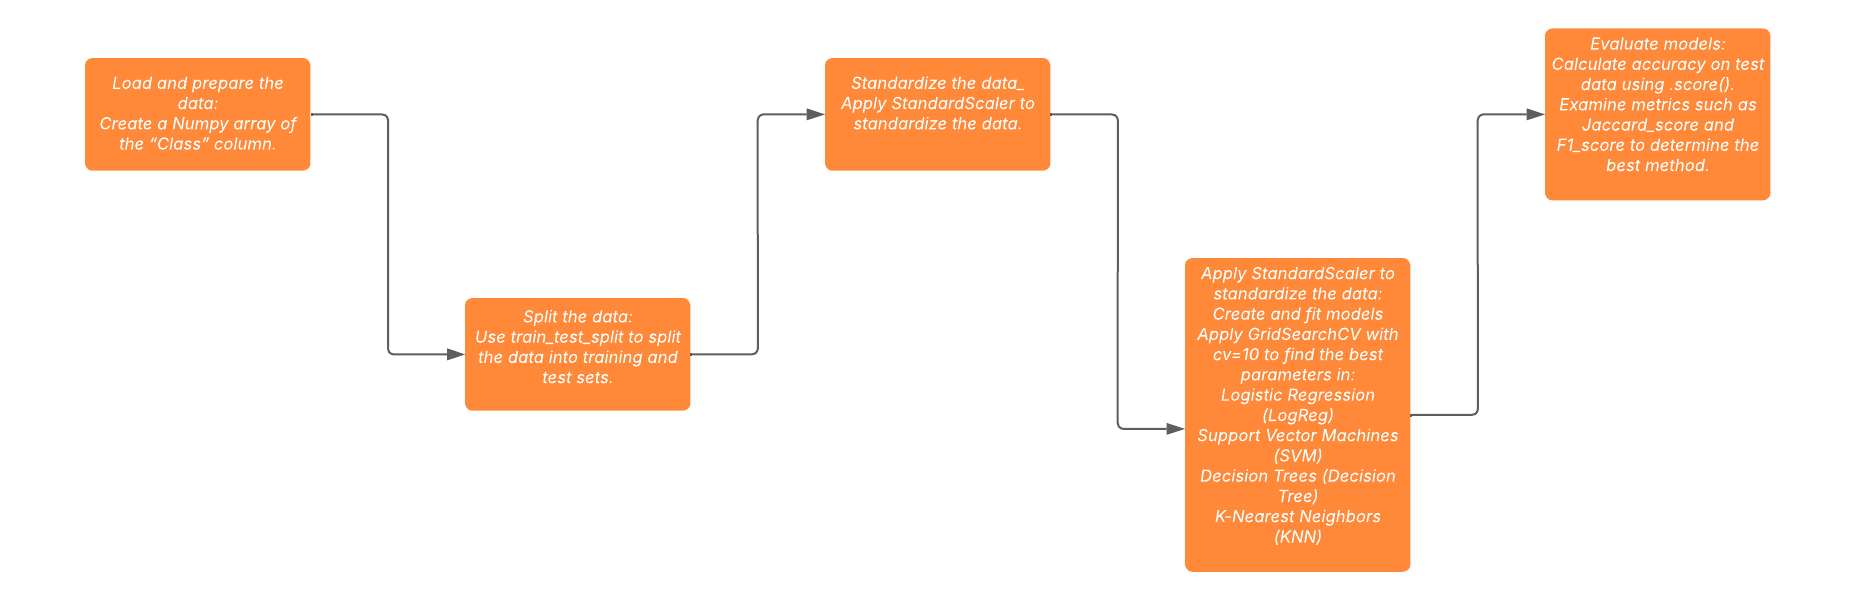 Load and prepare the
data:
Create a Numpy array of
the “Class” column.
Split the data:
Use train_test_split to split
the data into training and
test sets.
Standardize the data_
Apply StandardScaler to
standardize the data.
Apply StandardScaler to
standardize the data:
Create and fit models
Apply GridSearchCV with
cv=10 to find the best
parameters in:
Logistic Regression
(LogReg)
Support Vector Machines
(SVM)
Decision Trees (Decision
Tree)
K-Nearest Neighbors
(KNN)
Evaluate models:
Calculate accuracy on test
data using .score().
Examine metrics such as
Jaccard_score and
F1_score to determine the
best method.